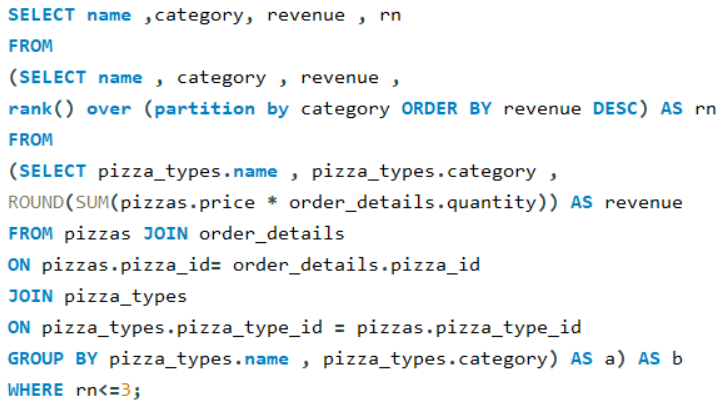 SELECT name ,category, revenue , rn
FROM
(SELECT name , category , revenue ,
rank() over (partition by category ORDER BY revenue DESC) AS rn
FROM
(SELECT pizza_types.name , pizza_types.category ,
ROUND(SUM(pizzas.price * order_details.quantity)) AS revenue
FROM pizzas JOIN order_details
ON pizzas.pizza_id= order_details.pizza_id
JOIN pizza_types
ON pizza_types.pizza_type_id = pizzas.pizza_type_id
GROUP BY pizza_types.name , pizza_types.category) AS a) AS b
WHERE rn<=3;